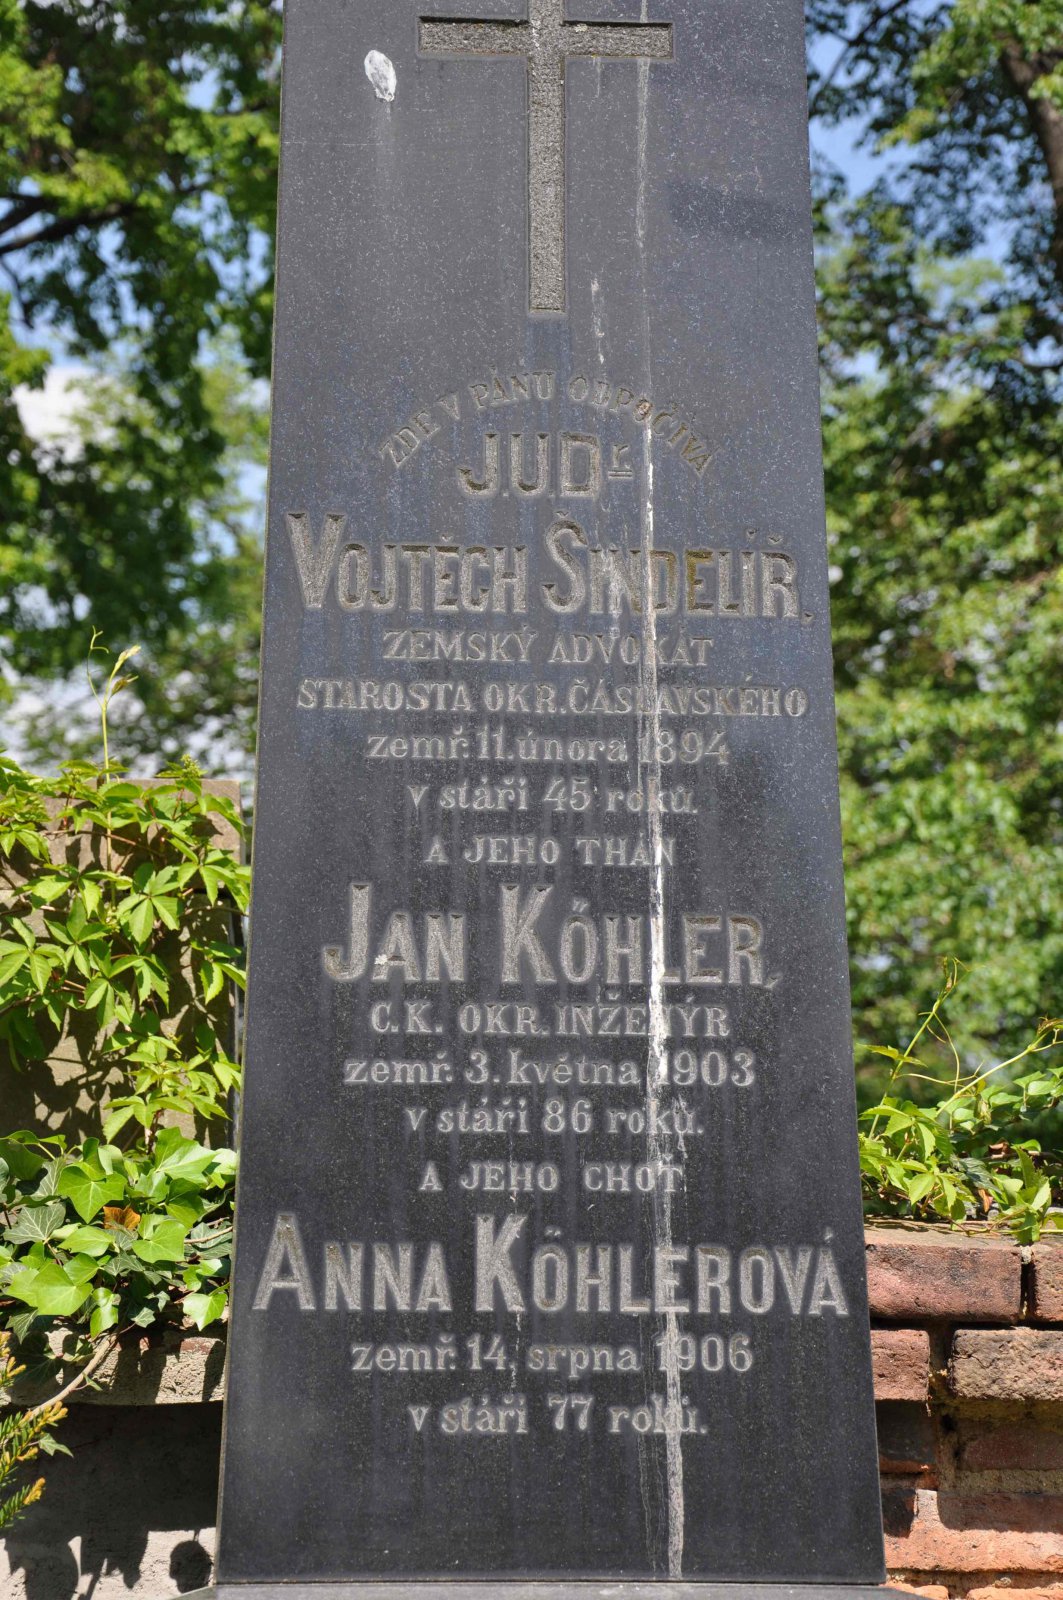 ZDE V PÁNU ODPOČÍVÁ
J.U.Dr
VOJTĚCH ŠINDELÍŘ.
ZEMSKÝ ADVOKÁT
STAROSTA OKR. ČÁSLAVSKÉHO
zemř. 11. února 1894
v stáří 45 roků.
A JEHO THÁN
JAN KÖHLER,
C.K. OKR. INŽENÝR
zemř. 3. května 1903
v stáří 86 roků.
A JEHO CHOŤ
ANNA KÖHLEROVÁ
zemř. 14, srpna 1906
v stáří 77 roků.